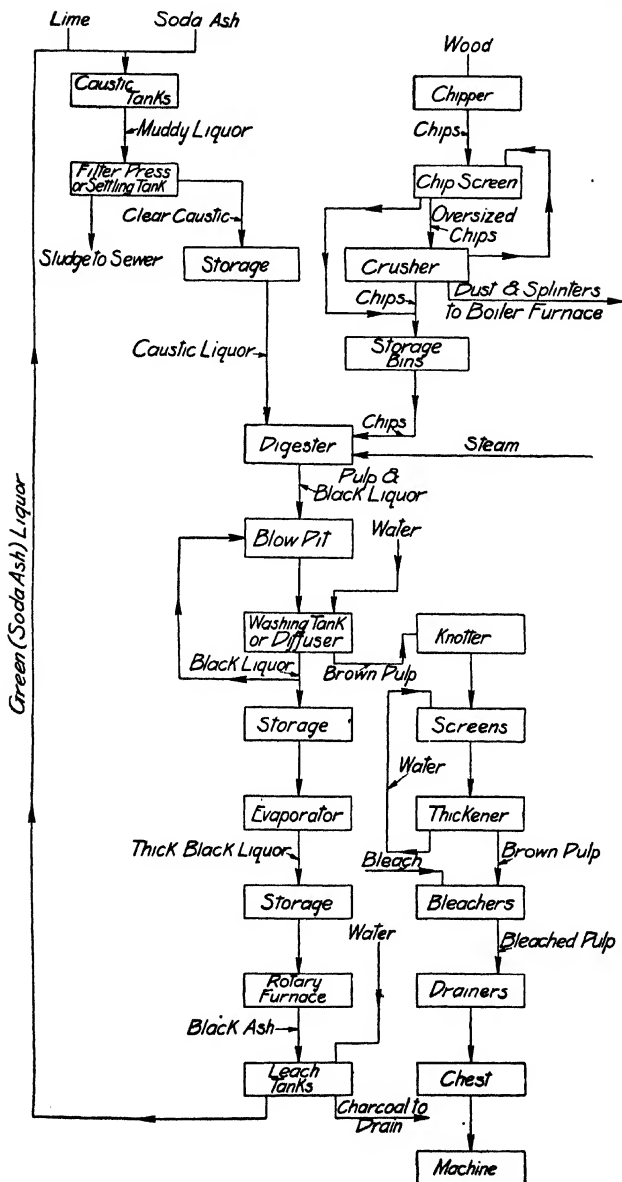 Lime
Soda Ash
Caustic
Tanks
Muddy Liquor
Filter Press
or Settling Tank
Clear Caustic
Sludge to Sewer
Storage
Caustic Liquor
Wood
Chipper
Chips
Chip Screen
Oversized
Chips
Crusher
Dust & Splinters
to Boiler Furnace
Chips
Storage
Bins
Chips
Digester
Steam
Pulp &
Black Liquor
Blow Pit
Water
Washing Tank
or Diffuser
Black Liquor
Brown Pulp
Knotter
Storage
Screens
Water
Evaporator
Thickener
Thick Black Liquor
Brown Pulp
Bleach
Storage
Bleachers
Water
Bleached Pulp
Rotary
Furnace
Drainers
Black Ash
Leach
Tanks
Chest
Charcoal to
Drain
Machine
Green (Soda Ash) Liquor